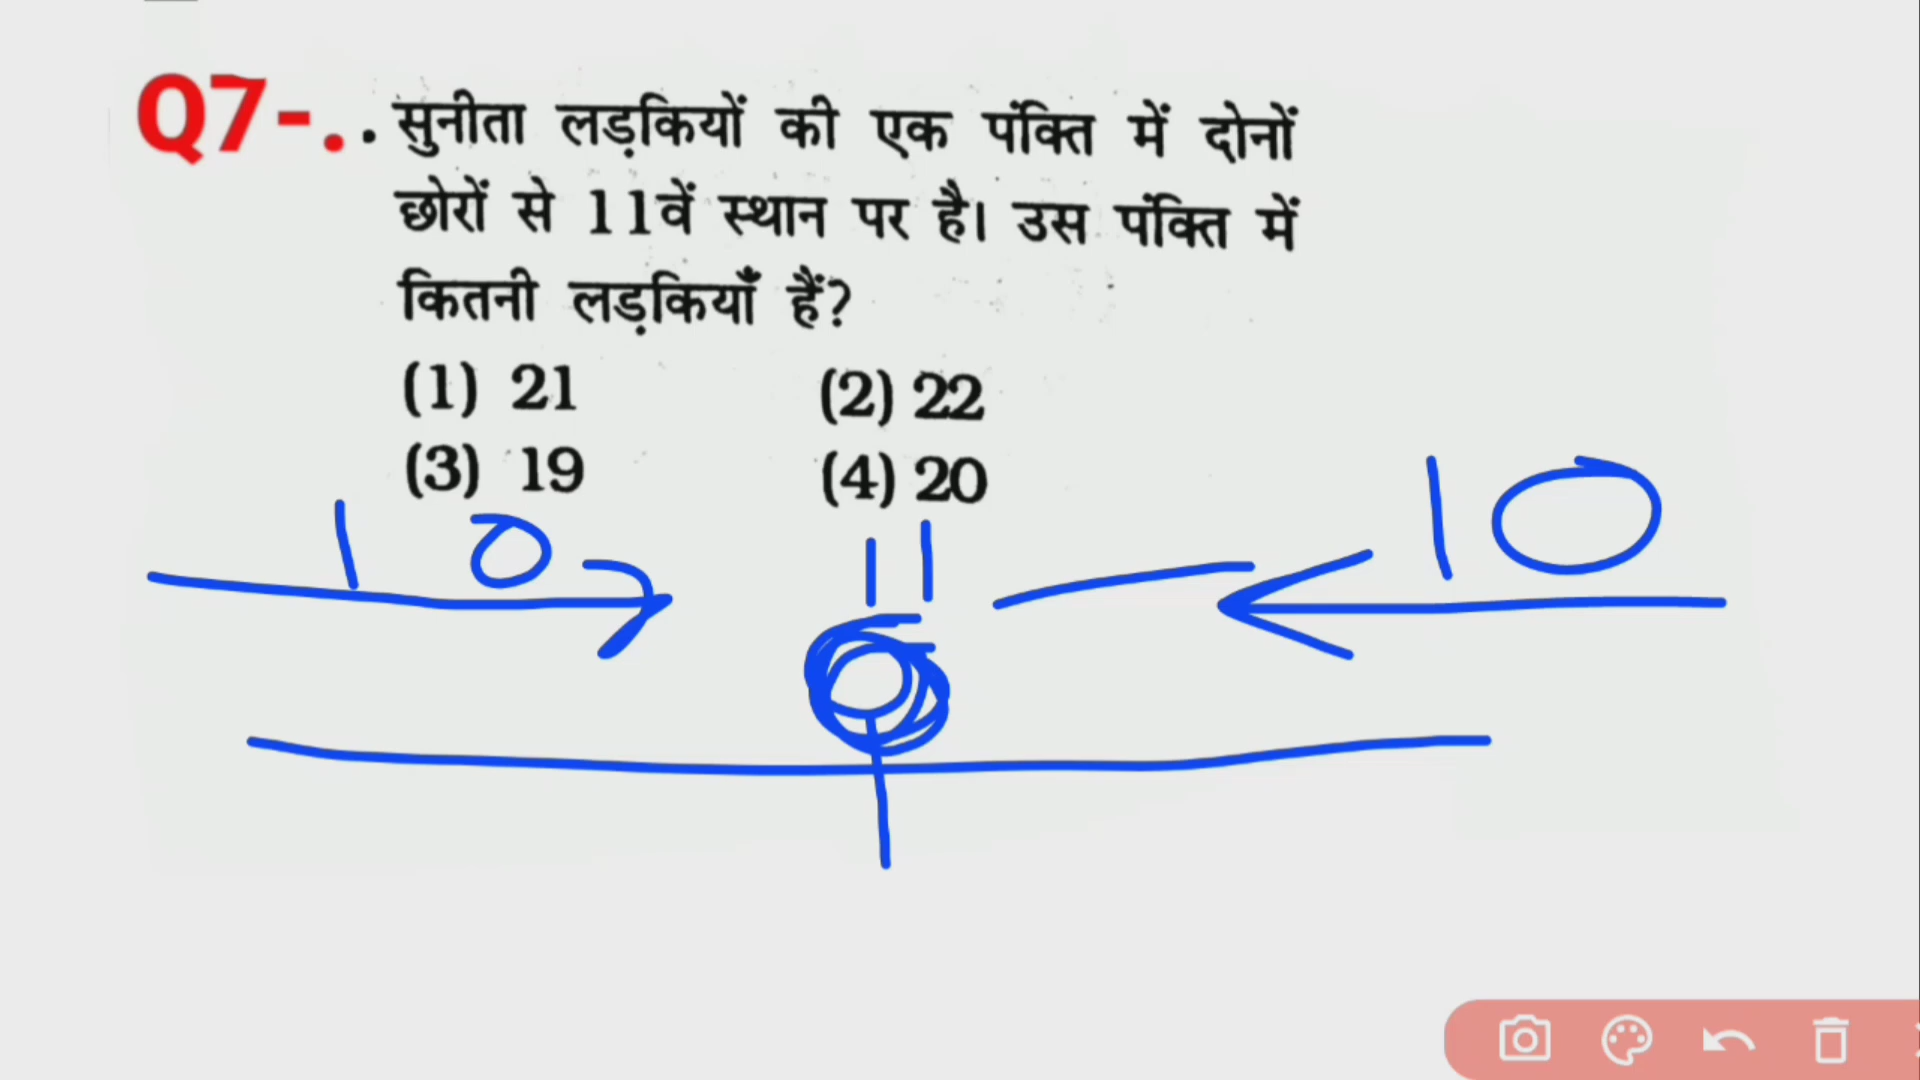 Q7-. . सुनीता लड़कियों की एक पंक्ति में दोनों
छोरों से 11वें स्थान पर है। उस पंक्ति में
कितनी लड़कियाँ हैं?
(1) 21 (2) 22
(3) 19 (4) 20
10 11 10